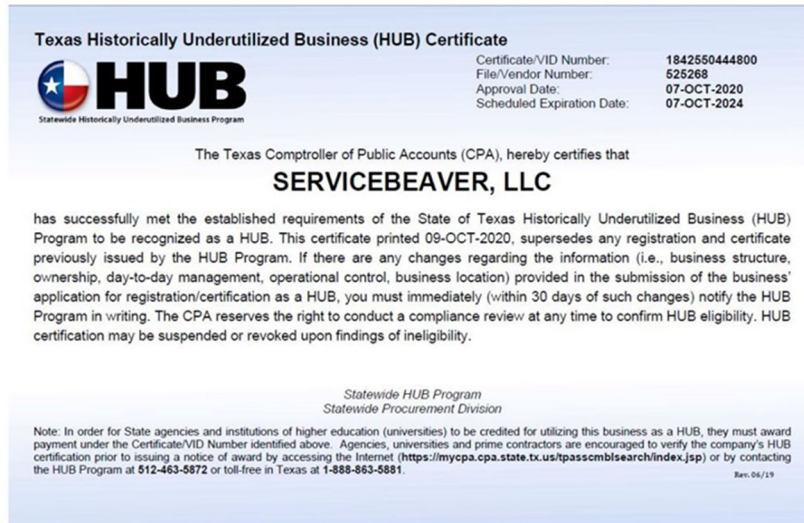 Texas Historically Underutilized Business (HUB) Certificate
HUB
Statewide Historically Underutilized Business Program
Certificate/VID Number: 1842550444800
File/Vendor Number: 525268
Approval Date: 07-OCT-2020
Scheduled Expiration Date: 07-OCT-2024
The Texas Comptroller of Public Accounts (CPA), hereby certifies that
SERVICEBEAVER, LLC
has successfully met the established requirements of the State of Texas Historically Underutilized Business (HUB)
Program to be recognized as a HUB. This certificate printed 09-OCT-2020, supersedes any registration and certificate
previously issued by the HUB Program. If there are any changes regarding the information (i.e., business structure,
ownership, day-to-day management, operational control, business location) provided in the submission of the business'
application for registration/certification as a HUB, you must immediately (within 30 days of such changes) notify the HUB
Program in writing. The CPA reserves the right to conduct a compliance review at any time to confirm HUB eligibility. HUB
certification may be suspended or revoked upon findings of ineligibility.
Statewide HUB Program
Statewide Procurement Division
Note: In order for State agencies and institutions of higher education (universities) to be credited for utilizing this business as a HUB, they must award
payment under the Certificate/VID Number identified above. Agencies, universities and prime contractors are encouraged to verify the company's HUB
certification prior to issuing a notice of award by accessing the Internet (https://mycpa.cpa.state.tx.us/tpasscmblsearch/index.jsp) or by contacting
the HUB Program at 512-463-5872 or toll-free in Texas at 1-888-863-5881.
Rev. 06/19